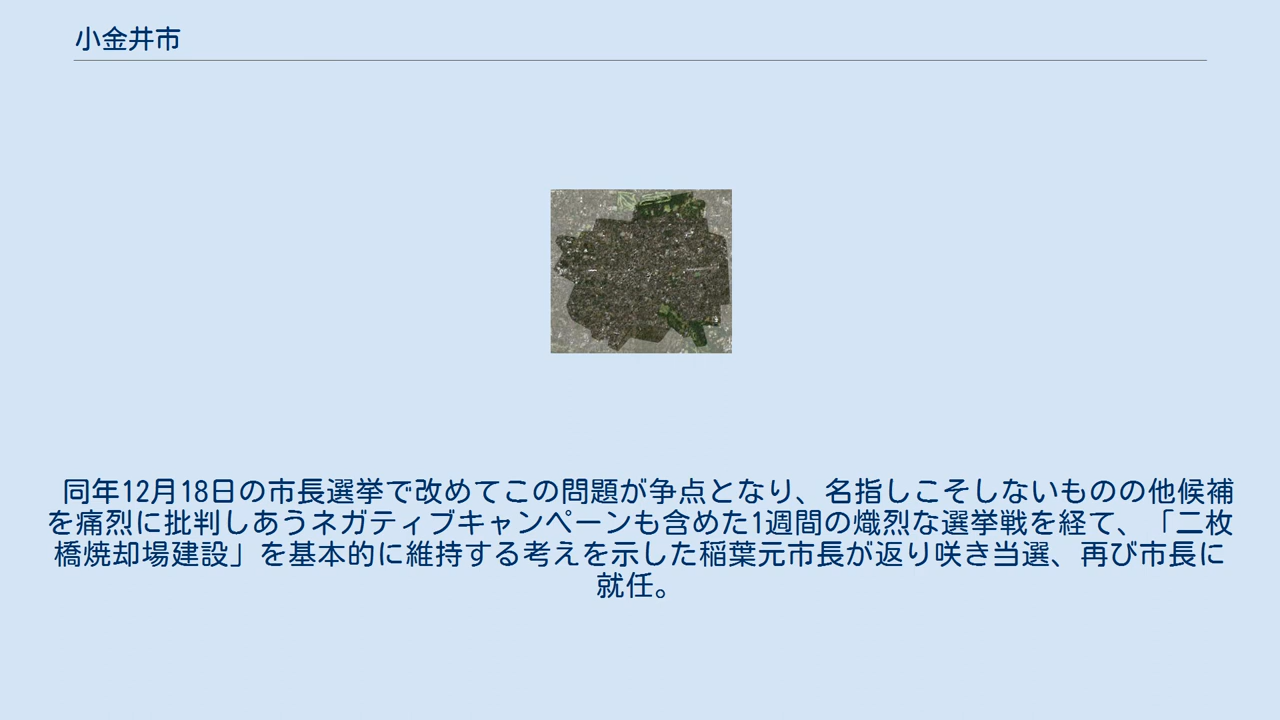 小金井市
同年12月18日の市長選挙で改めてこの問題が争点となり、名指しこそしないものの他候補
を痛烈に批判しあうネガティブキャンペーンも含めた1週間の熾烈な選挙戦を経て、「二枚
橋焼却場建設」を基本的に維持する考えを示した稲葉元市長が返り咲き当選、再び市長に
就任。